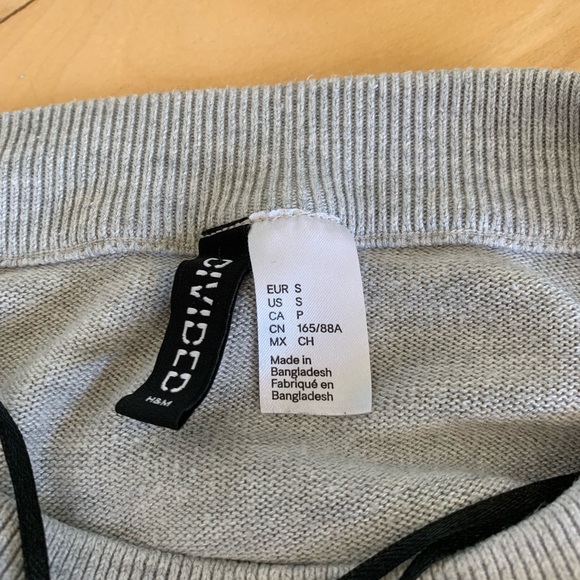 DIVIDED
H&M
EUR S
US S
CA P
CN 165/88A
MX CH
Made in
Bangladesh
Fabriqué en
Bangladesh